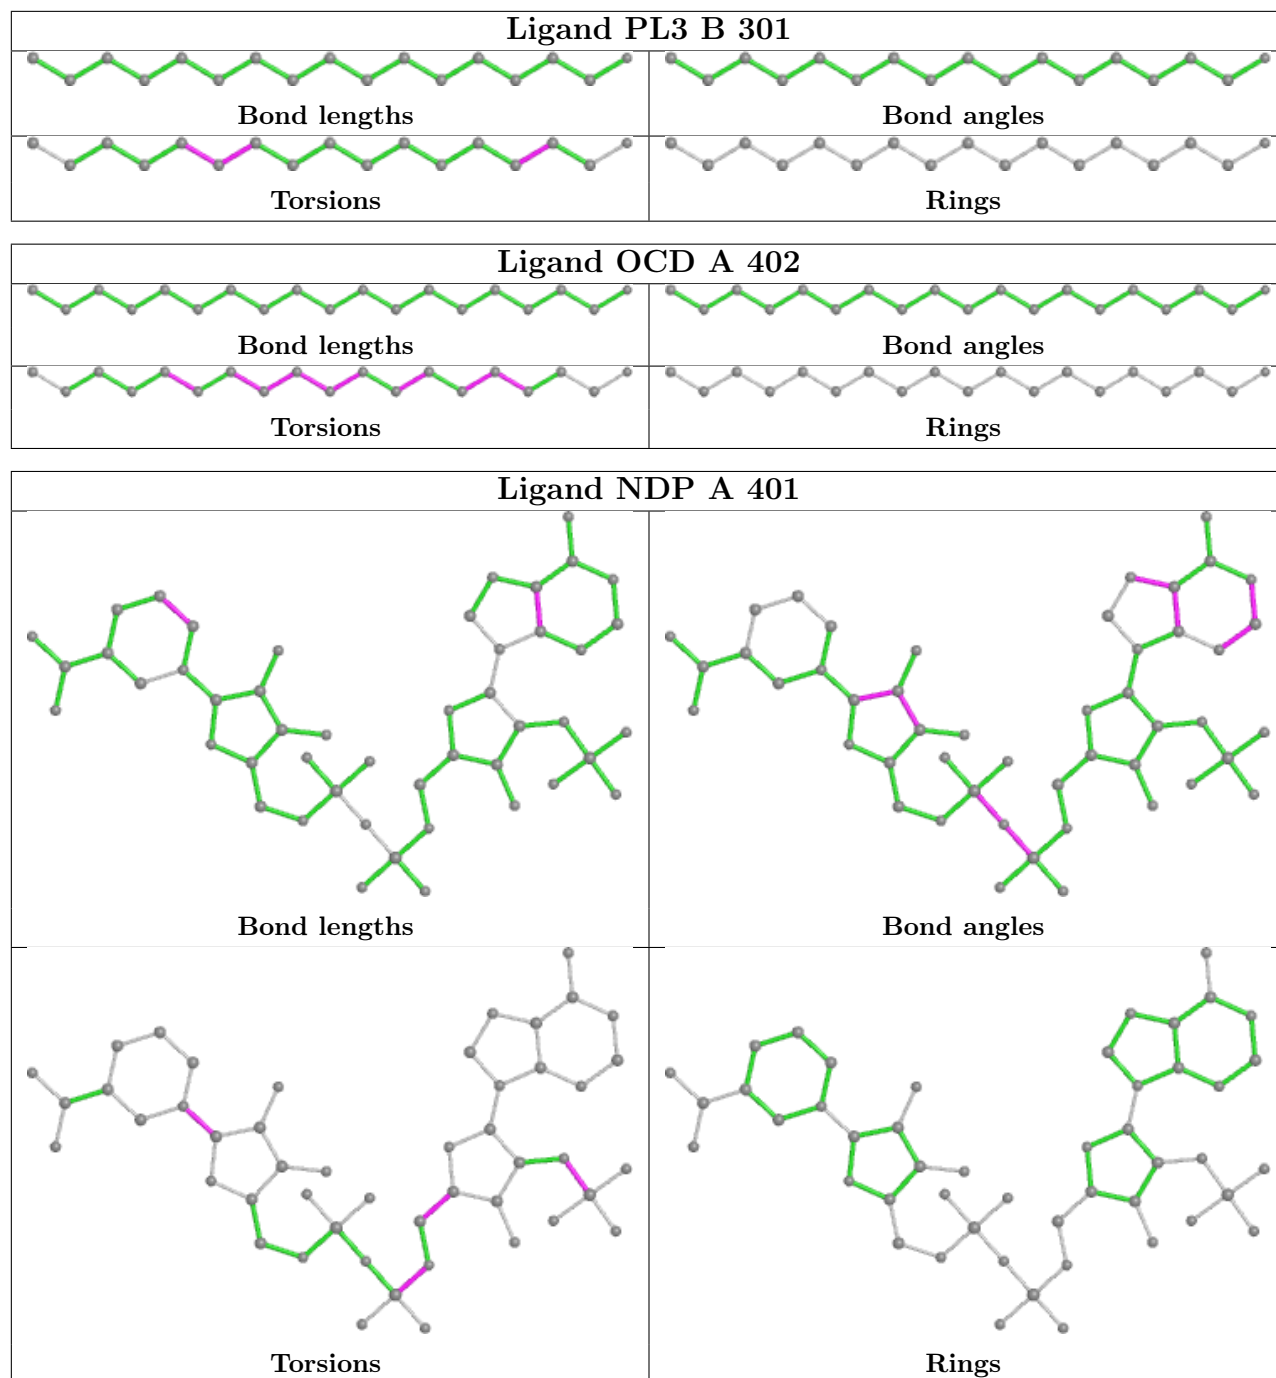 Ligand PL3 B 301
Bond lengths
Bond angles
Torsions
Rings
Ligand OCD A 402
Bond lengths
Bond angles
Torsions
Rings
Ligand NDP A 401
Bond lengths
Bond angles
Torsions
Rings